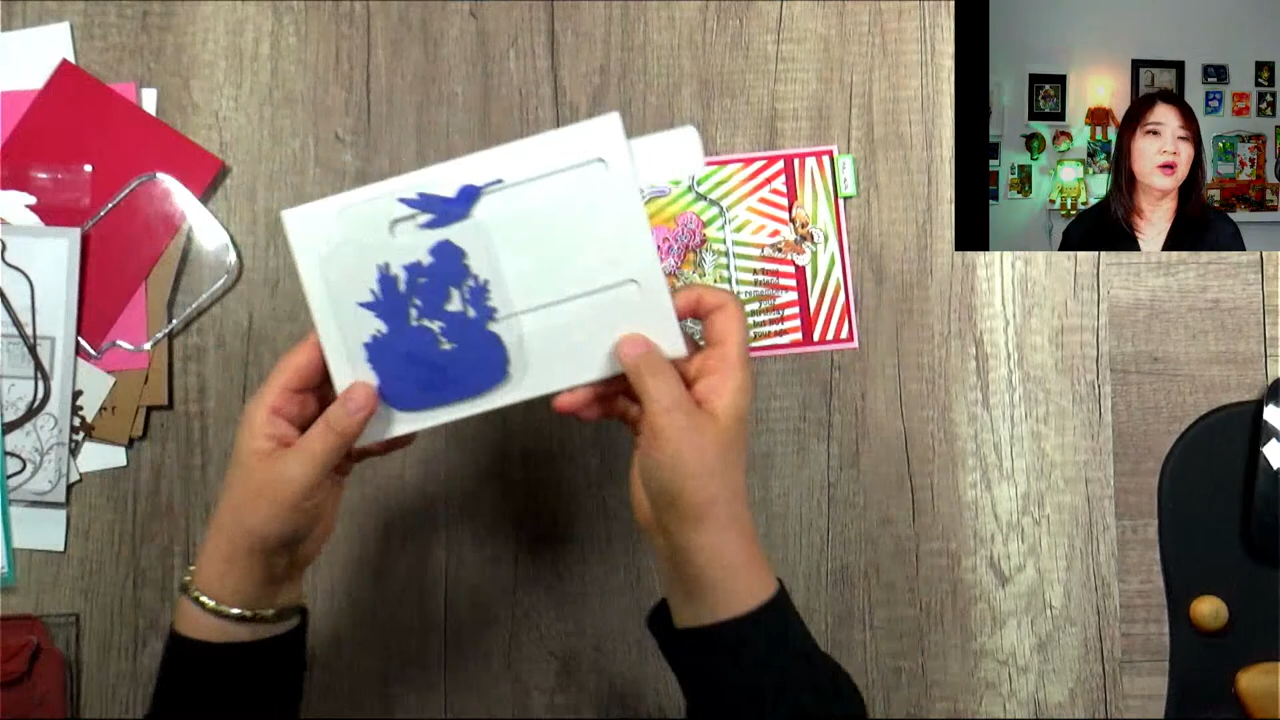 A True
Friend
remembers
your
Birthday
but NOT
your age.